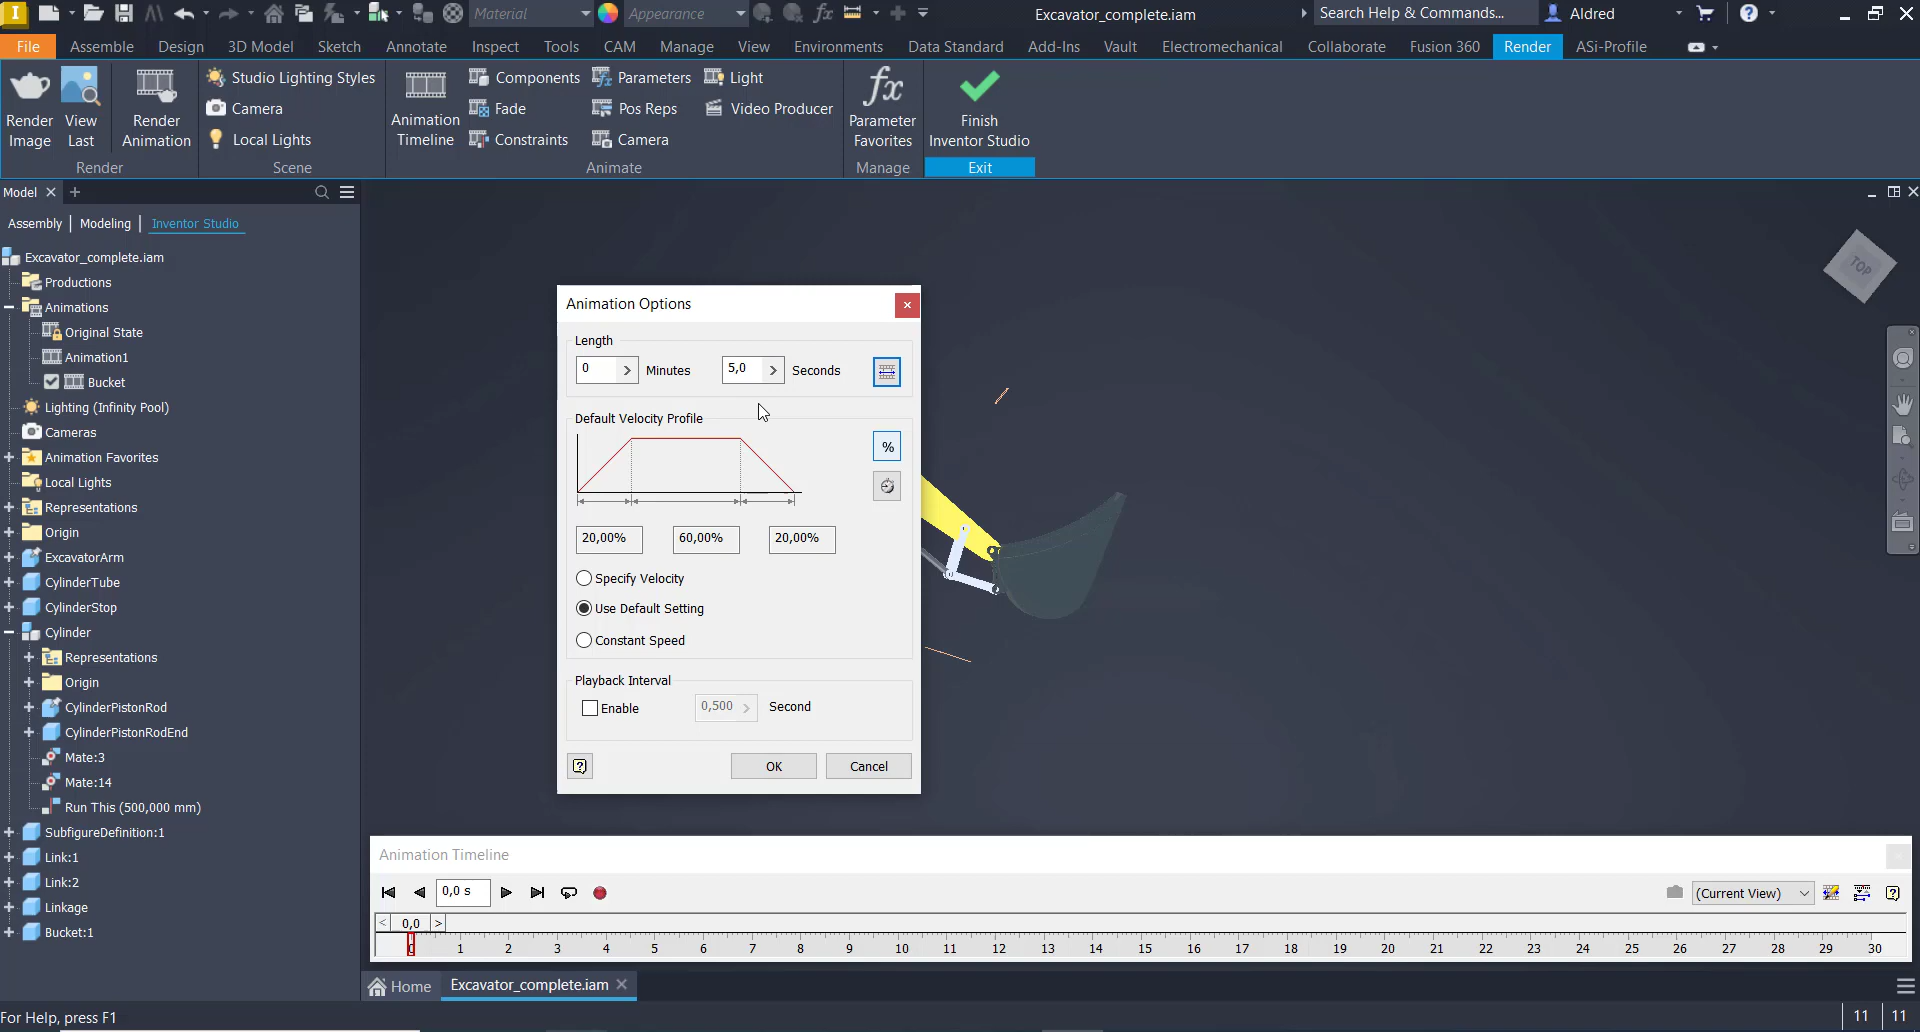 Material
Appearance
Excavator_complete.iam
Search Help & Commands...
Aldred
File
Assemble
Design
3D Model
Sketch
Annotate
Inspect
Tools
CAM
Manage
View
Environments
Data Standard
Add-Ins
Vault
Electromechanical
Collaborate
Fusion 360
Render
ASi-Profile
Render Image
View Last
Render Animation
Studio Lighting Styles
Camera
Local Lights
Animation Timeline
Components
Fade
Constraints
Parameters
Pos Reps
Camera
Light
Video Producer
Parameter Favorites
Finish
Inventor Studio
Render
Scene
Animate
Manage
Exit
Model
Assembly
Modeling
Inventor Studio
Excavator_complete.iam
Productions
Animations
Original State
Animation1
Bucket
Lighting (Infinity Pool)
Cameras
Animation Favorites
Local Lights
Representations
Origin
ExcavatorArm
CylinderTube
CylinderStop
Cylinder
Representations
Origin
CylinderPistonRod
CylinderPistonRodEnd
Mate:3
Mate:14
Run This (500,000 mm)
SubfigureDefinition:1
Link:1
Link:2
Linkage
Bucket:1
TOP
Animation Options
Length
0 Minutes 5,0 Seconds
Default Velocity Profile
%
20,00% 60,00% 20,00%
Specify Velocity
Use Default Setting
Constant Speed
Playback Interval
Enable 0,500 Second
OK Cancel
Animation Timeline
0,0 s
(Current View)
< 0,0 >
0 1 2 3 4 5 6 7 8 9 10 11 12 13 14 15 16 17 18 19 20 21 22 23 24 25 26 27 28 29 30
Home
Excavator_complete.iam
For Help, press F1
11 11